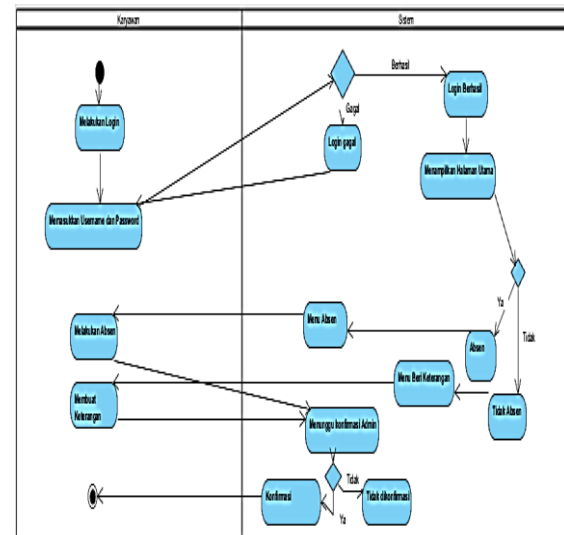 Karyawan
Sistem
Berhasil
Login Berhasil
Melakukan Login
Gagal
Login gagal
Menampilkan Halaman Utama
Memasukkan Username dan Password
Ya
Menu Absen
Melakukan Absen
Absen
Tidak
Menu Beri Keterangan
Membuat
Keterangan
Tidak Absen
Menunggu konfirmasi Admin
Tidak
Konfirmasi
Tidak dikonfirmasi
Ya